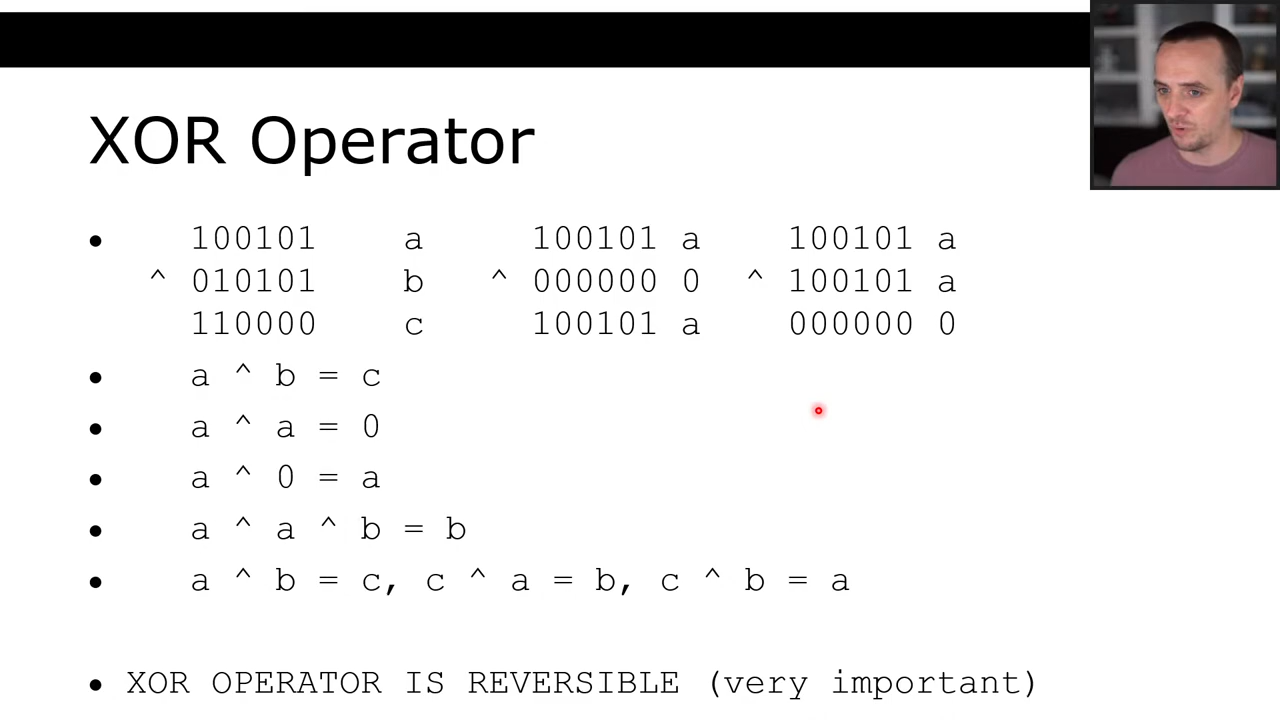 XOR Operator
• 100101 a 100101 a 100101 a
^ 010101 b ^ 000000 0 ^ 100101 a
110000 c 100101 a 000000 0
• a ^ b = c
• a ^ a = 0
• a ^ 0 = a
• a ^ a ^ b = b
• a ^ b = c, c ^ a = b, c ^ b = a
• XOR OPERATOR IS REVERSIBLE (very important)